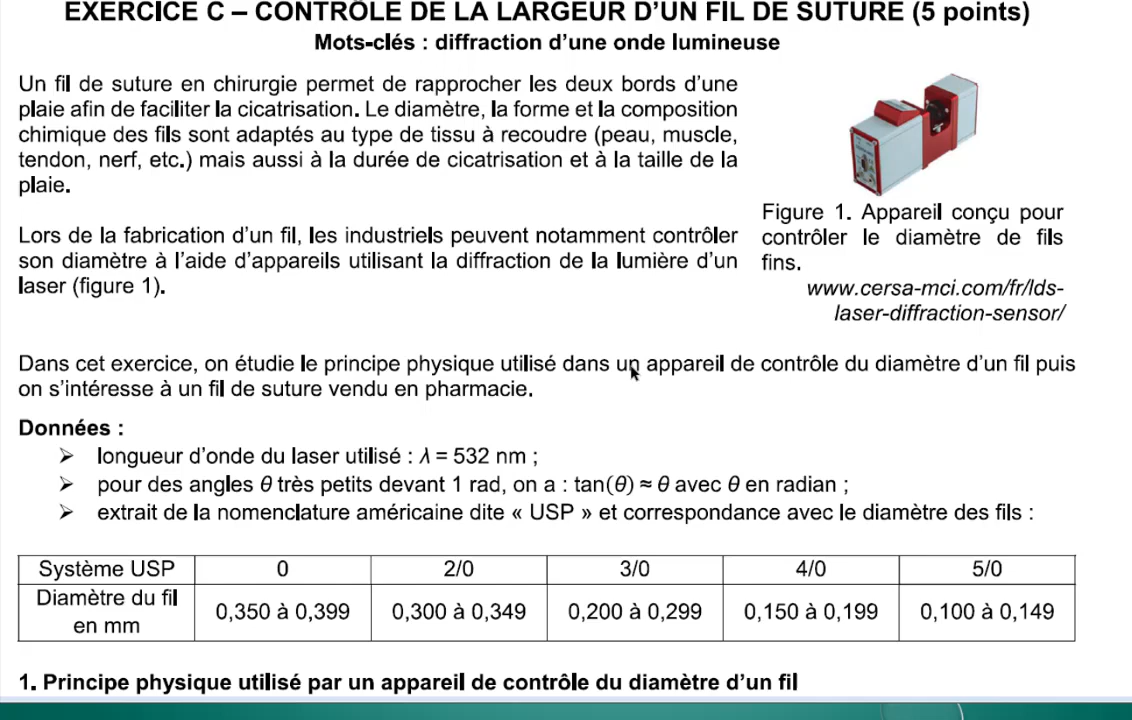 EXERCICE C – CONTRÔLE DE LA LARGEUR D'UN FIL DE SUTURE (5 points)
Mots-clés : diffraction d'une onde lumineuse
Un fil de suture en chirurgie permet de rapprocher les deux bords d'une
plaie afin de faciliter la cicatrisation. Le diamètre, la forme et la composition
chimique des fils sont adaptés au type de tissu à recoudre (peau, muscle,
tendon, nerf, etc.) mais aussi à la durée de cicatrisation et à la taille de la
plaie.
Lors de la fabrication d'un fil, les industriels peuvent notamment contrôler
son diamètre à l'aide d'appareils utilisant la diffraction de la lumière d'un
laser (figure 1).
Figure 1. Appareil conçu pour
contrôler le diamètre de fils
fins.
www.cersa-mci.com/fr/lds-
laser-diffraction-sensor/
Dans cet exercice, on étudie le principe physique utilisé dans un appareil de contrôle du diamètre d'un fil puis
on s'intéresse à un fil de suture vendu en pharmacie.
Données :
➢ longueur d'onde du laser utilisé : λ = 532 nm ;
➢ pour des angles θ très petits devant 1 rad, on a : tan(θ) ≈ θ avec θ en radian ;
➢ extrait de la nomenclature américaine dite « USP » et correspondance avec le diamètre des fils :
Système USP 0 2/0 3/0 4/0 5/0
Diamètre du fil
en mm 0,350 à 0,399 0,300 à 0,349 0,200 à 0,299 0,150 à 0,199 0,100 à 0,149
1. Principe physique utilisé par un appareil de contrôle du diamètre d'un fil